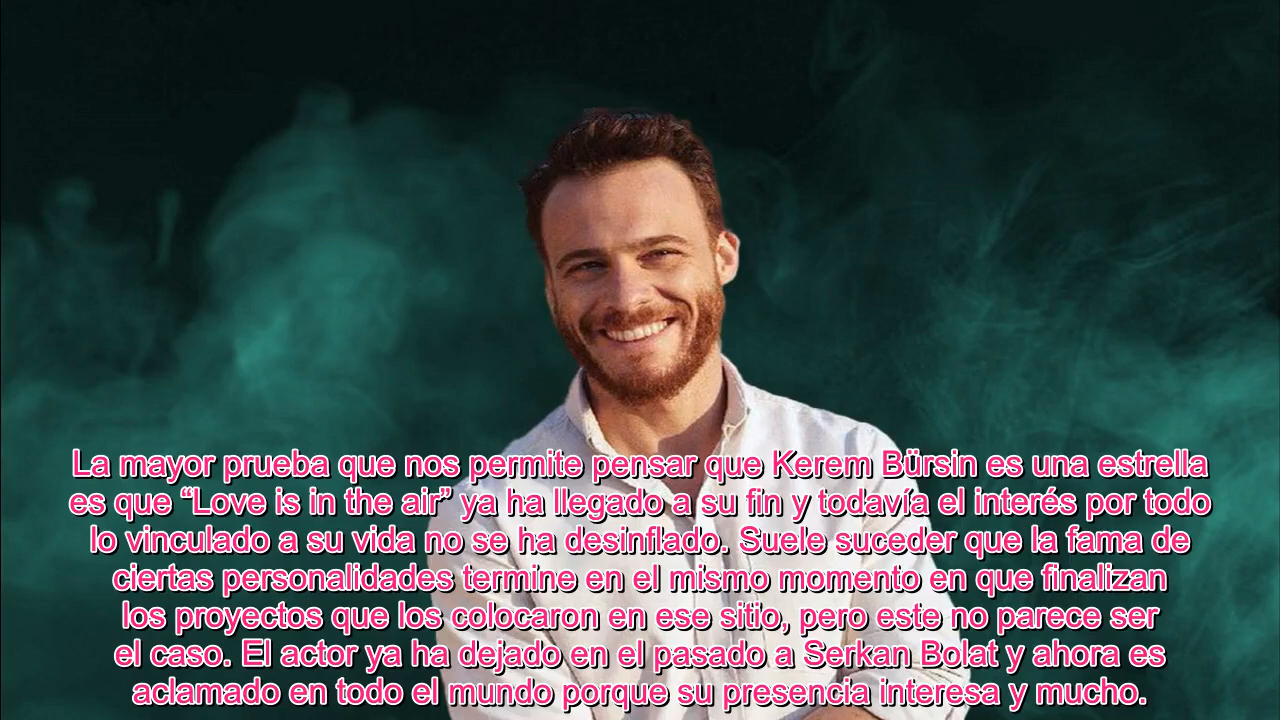 La mayor prueba que nos permite pensar que Kerem Bürsin es una estrella
es que “Love is in the air” ya ha llegado a su fin y todavía el interés por todo
lo vinculado a su vida no se ha desinflado. Suele suceder que la fama de
ciertas personalidades termine en el mismo momento en que finalizan
los proyectos que los colocaron en ese sitio, pero este no parece ser
el caso. El actor ya ha dejado en el pasado a Serkan Bolat y ahora es
aclamado en todo el mundo porque su presencia interesa y mucho.